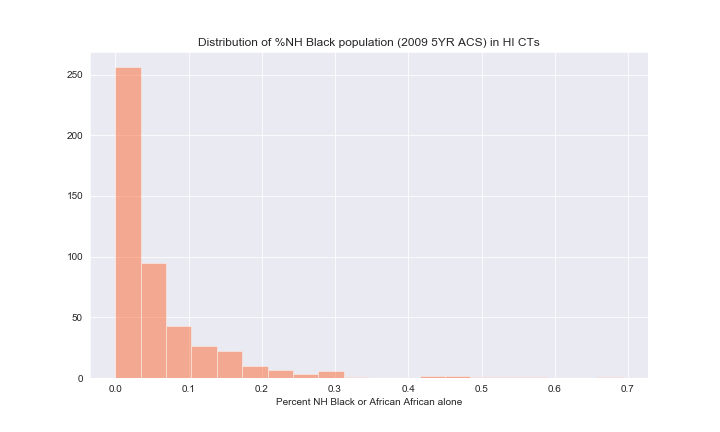 Distribution of %NH Black population (2009 5YR ACS) in HI CTs
250
200
150
100
50
0
0.0 0.1 0.2 0.3 0.4 0.5 0.6 0.7
Percent NH Black or African African alone